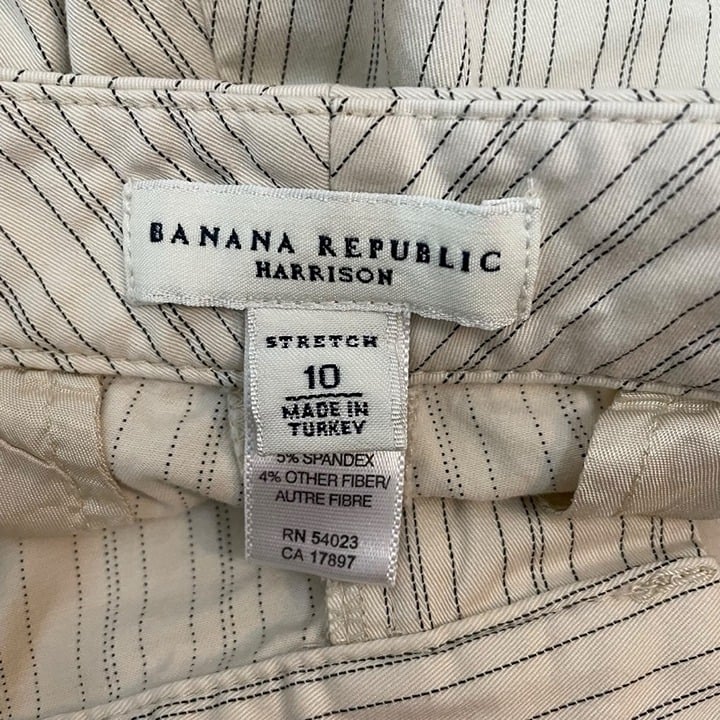 BANANA REPUBLIC
HARRISON
STRETCH
10
MADE IN
TURKEY
5% SPANDEX
4% OTHER FIBER/
AUTRE FIBRE
RN 54023
CA 17897